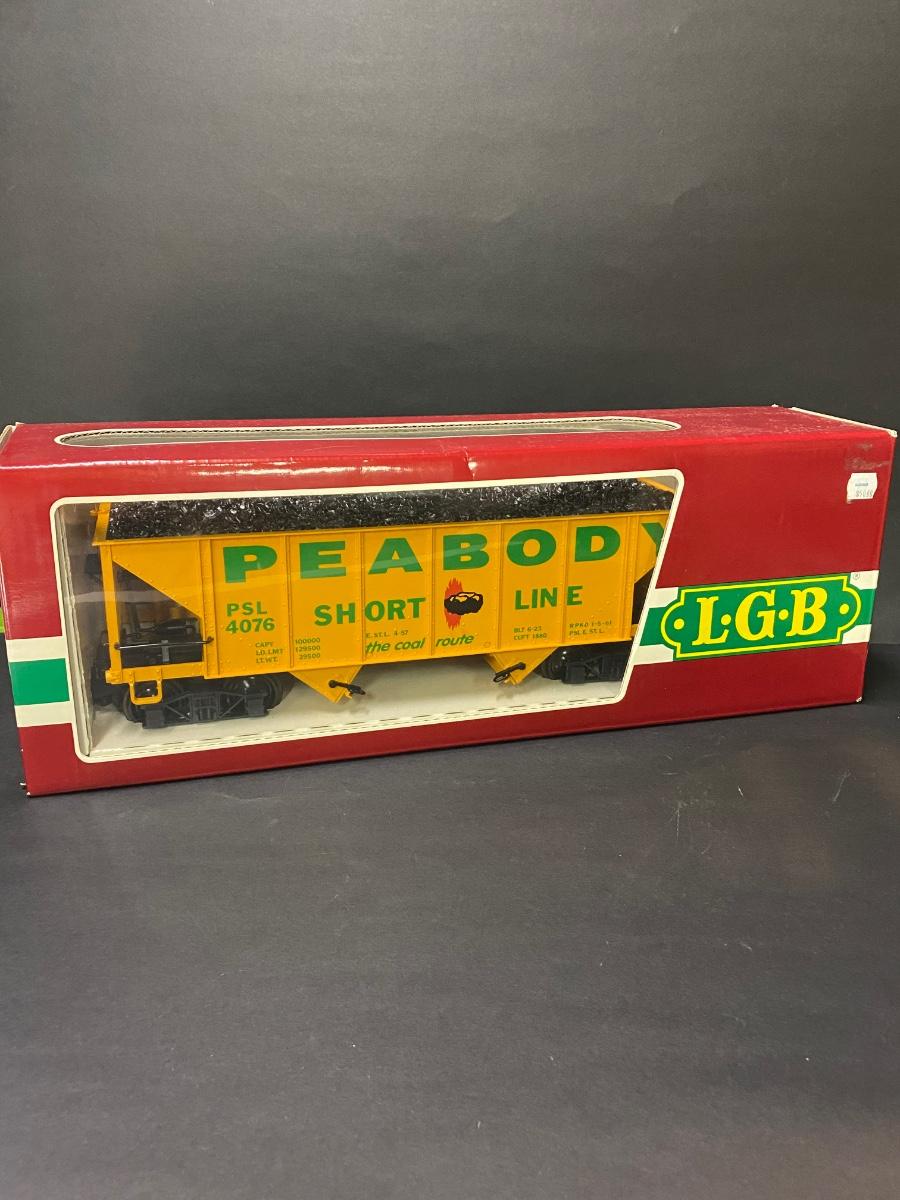 PEABODY
PSL
4076
SHORT LINE
CAPY 100000
LD.LMT 129500
LT.WT. 39500
E. ST. L. 4-57
the coal route
BLT 6-23
CUFT 1880
RPKD 1-5-61
PSL E. ST. L.
L·G·B
®